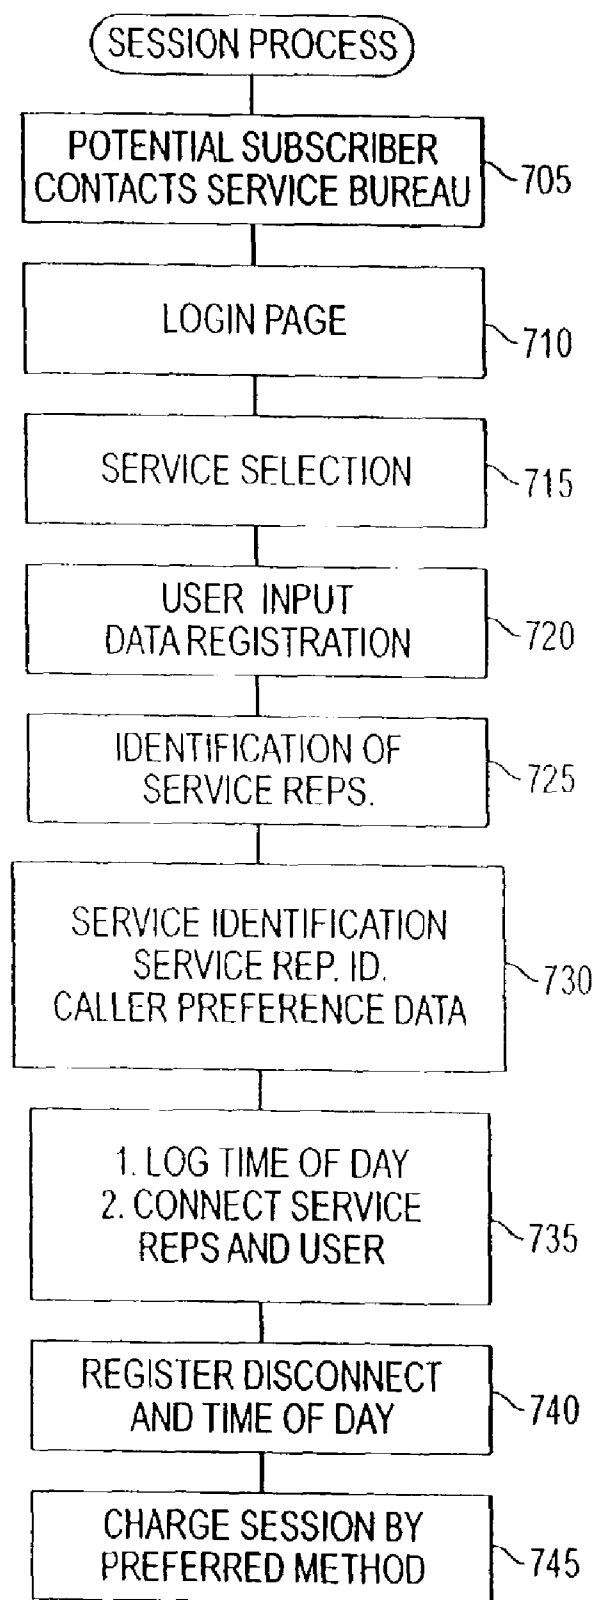 SESSION PROCESS
POTENTIAL SUBSCRIBER
CONTACTS SERVICE BUREAU
705
LOGIN PAGE
710
SERVICE SELECTION
715
USER INPUT
DATA REGISTRATION
720
IDENTIFICATION OF
SERVICE REPS.
725
SERVICE IDENTIFICATION
SERVICE REP. ID.
CALLER PREFERENCE DATA
730
1. LOG TIME OF DAY
2. CONNECT SERVICE
REPS AND USER
735
REGISTER DISCONNECT
AND TIME OF DAY
740
CHARGE SESSION BY
PREFERRED METHOD
745